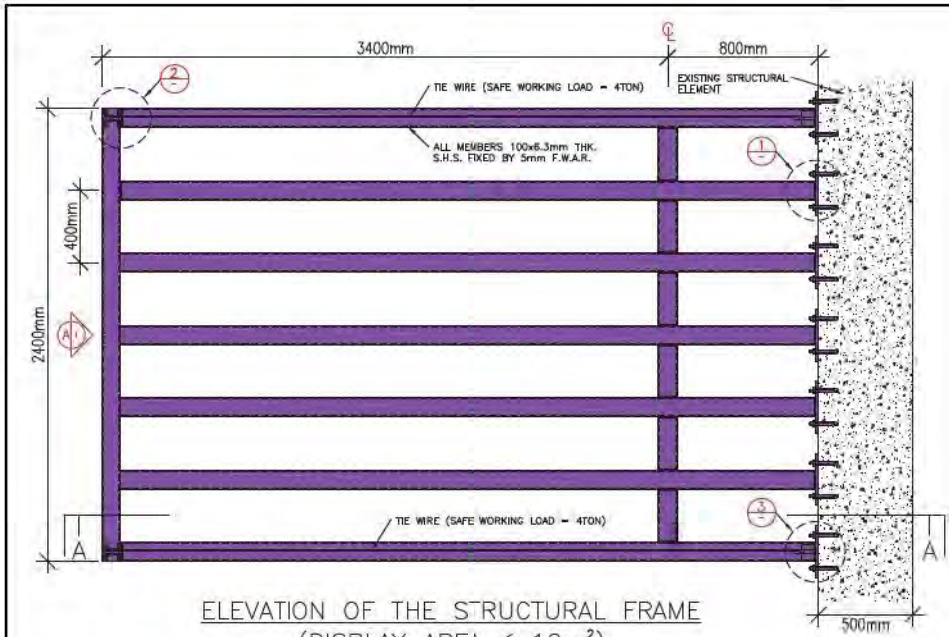 ℄
3400mm
800mm
2
-
TIE WIRE (SAFE WORKING LOAD - 4TON)
EXISTING STRUCTURAL
ELEMENT
ALL MEMBERS 100x6.3mm THK.
S.H.S. FIXED BY 5mm F.W.A.R.
1
-
400mm
2400mm
A
3
-
TIE WIRE (SAFE WORKING LOAD - 4TON)
A
A
ELEVATION OF THE STRUCTURAL FRAME
500mm